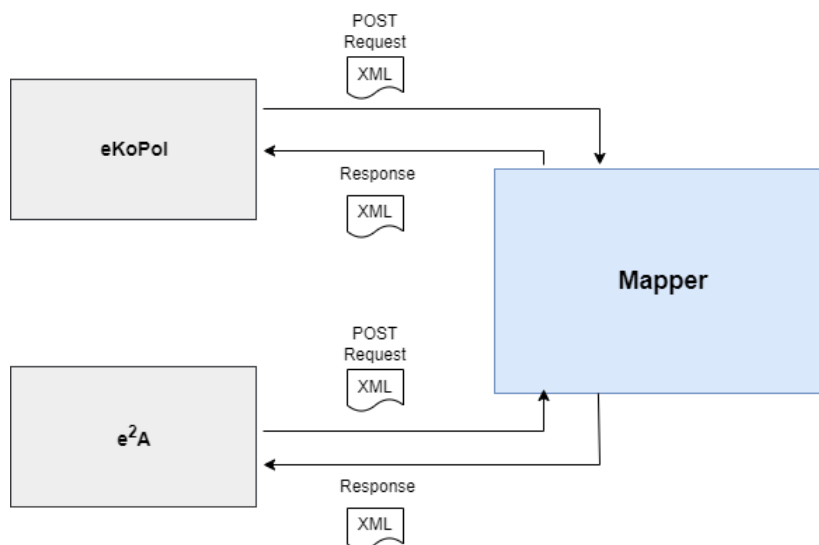 POST
Request
XML
eKoPol
Response
XML
Mapper
POST
Request
XML
e²A
Response
XML